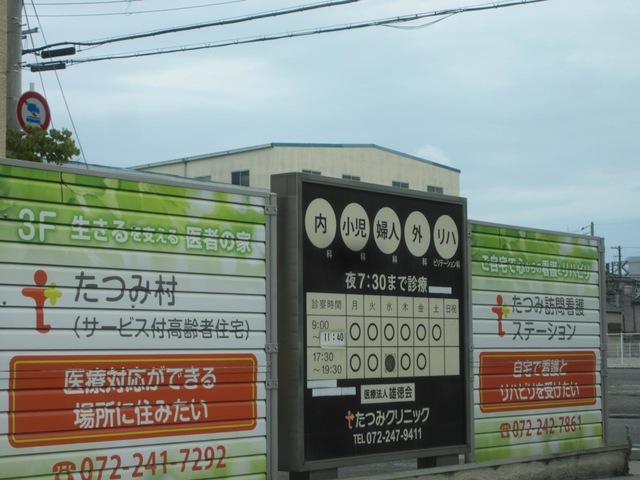 3F 生きるを支える 医者の家
たつみ村
(サービス付高齢者住宅)
医療対応ができる
場所に住みたい
☎072-241-7292
内 小児 婦人 外 リハ
科 科 科 科 ビリテーション科
夜7:30まで診療
診察時間 月 火 水 木 金 土 日祝
9:00 〜11:40 〇 〇 〇 〇 〇 〇
17:30 〜19:30 〇 〇 ● 〇 〇
医療法人 雄徳会
たつみクリニック
TEL 072-247-9411
ご自宅で心からの看護とリハビリを
たつみ訪問看護
ステーション
自宅で看護と
リハビリを受けたい
☎072-242-7861